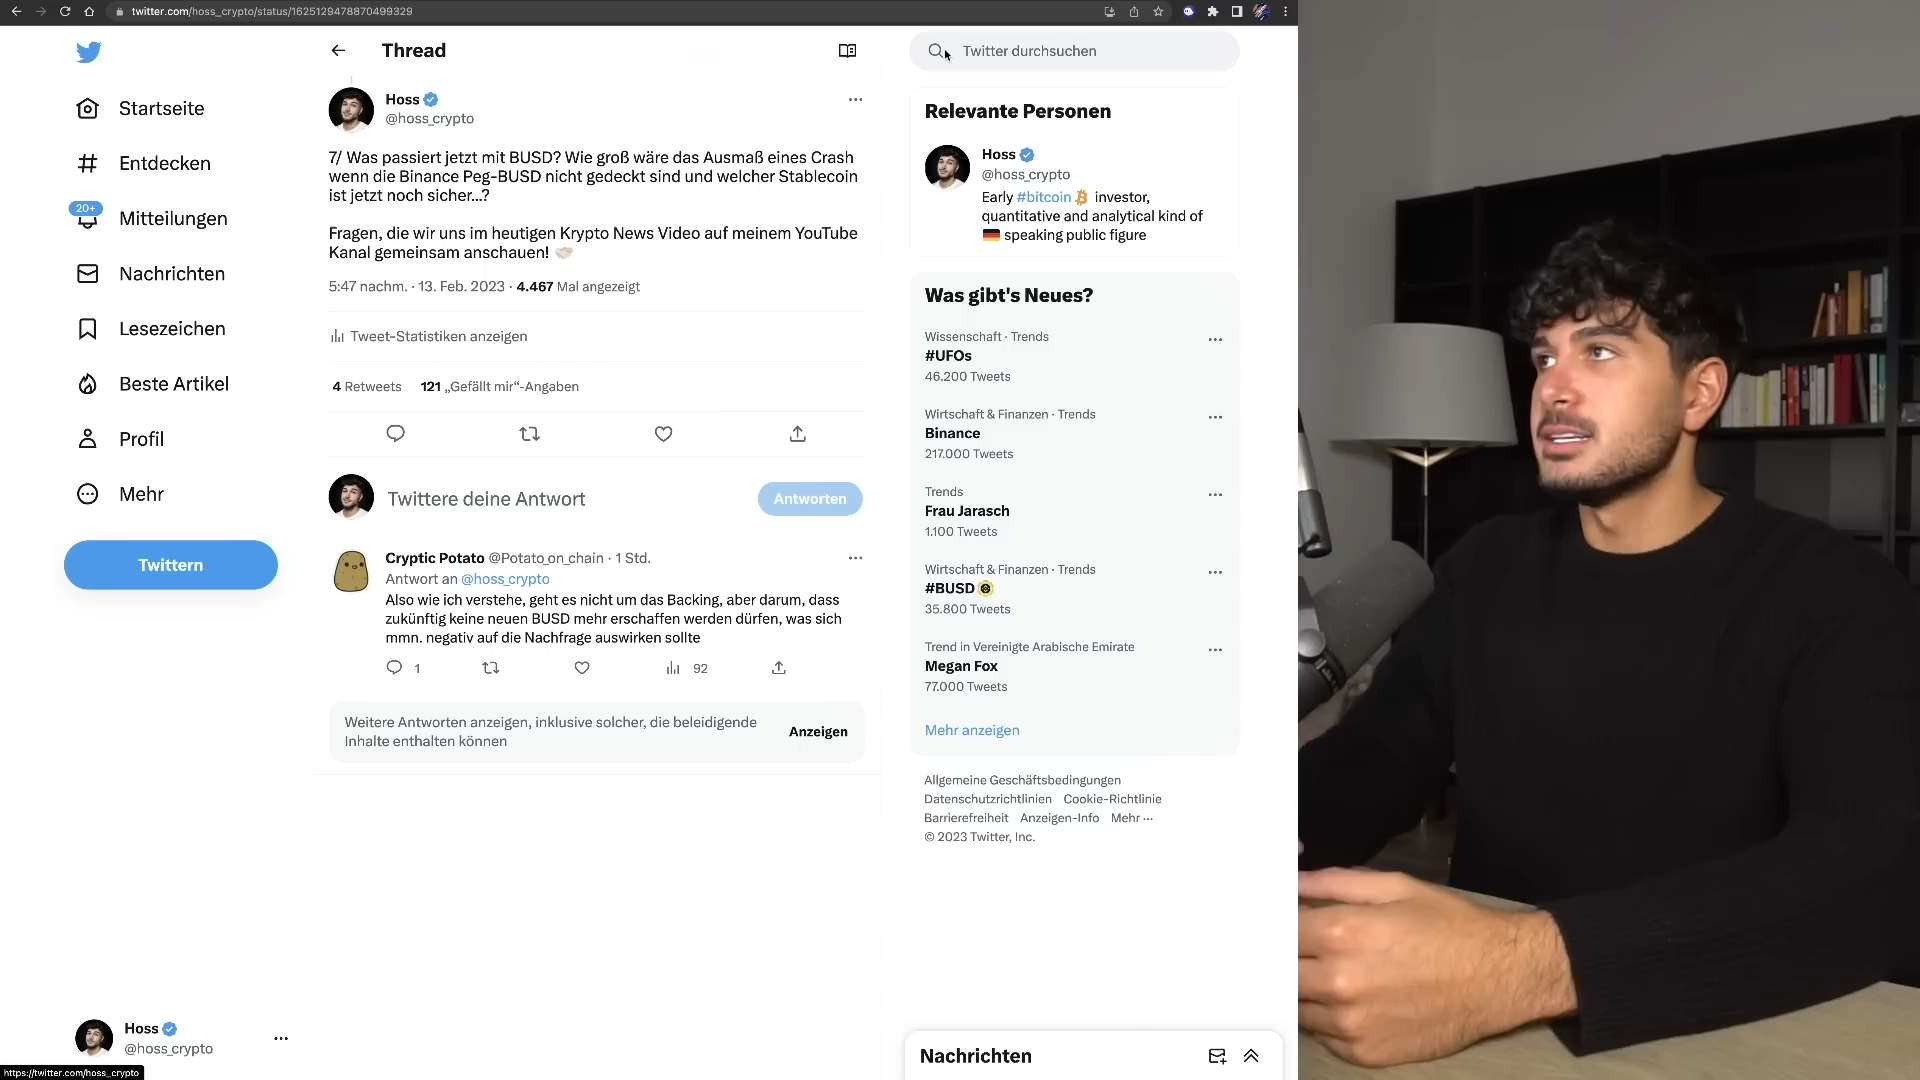 twitter.com/hoss_crypto/status/1625129478870499329
Startseite
Entdecken
20+
Mitteilungen
Nachrichten
Lesezeichen
Beste Artikel
Profil
Mehr
Twittern
Hoss
@hoss_crypto
https://twitter.com/hoss_crypto
Thread
Hoss
@hoss_crypto
7/ Was passiert jetzt mit BUSD? Wie groß wäre das Ausmaß eines Crash
wenn die Binance Peg-BUSD nicht gedeckt sind und welcher Stablecoin
ist jetzt noch sicher...?
Fragen, die wir uns im heutigen Krypto News Video auf meinem YouTube
Kanal gemeinsam anschauen!
5:47 nachm. · 13. Feb. 2023 · 4.467 Mal angezeigt
Tweet-Statistiken anzeigen
4 Retweets 121 „Gefällt mir“-Angaben
Twittere deine Antwort
Antworten
Cryptic Potato @Potato_on_chain · 1 Std.
Antwort an @hoss_crypto
Also wie ich verstehe, geht es nicht um das Backing, aber darum, dass
zukünftig keine neuen BUSD mehr erschaffen werden dürfen, was sich
mmn. negativ auf die Nachfrage auswirken sollte
1 92
Weitere Antworten anzeigen, inklusive solcher, die beleidigende
Inhalte enthalten können
Anzeigen
Twitter durchsuchen
Relevante Personen
Hoss
@hoss_crypto
Early #bitcoin investor,
quantitative and analytical kind of
speaking public figure
Was gibt's Neues?
Wissenschaft · Trends
#UFOs
46.200 Tweets
Wirtschaft & Finanzen · Trends
Binance
217.000 Tweets
Trends
Frau Jarasch
1.100 Tweets
Wirtschaft & Finanzen · Trends
#BUSD
35.800 Tweets
Trend in Vereinigte Arabische Emirate
Megan Fox
77.000 Tweets
Mehr anzeigen
Allgemeine Geschäftsbedingungen
Datenschutzrichtlinien Cookie-Richtlinie
Barrierefreiheit Anzeigen-Info Mehr ···
© 2023 Twitter, Inc.
Nachrichten